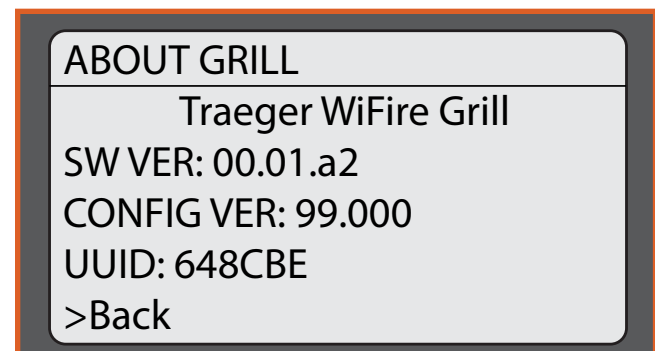 ABOUT GRILL
Traeger WiFire Grill
SW VER: 00.01.a2
CONFIG VER: 99.000
UUID: 648CBE
>Back